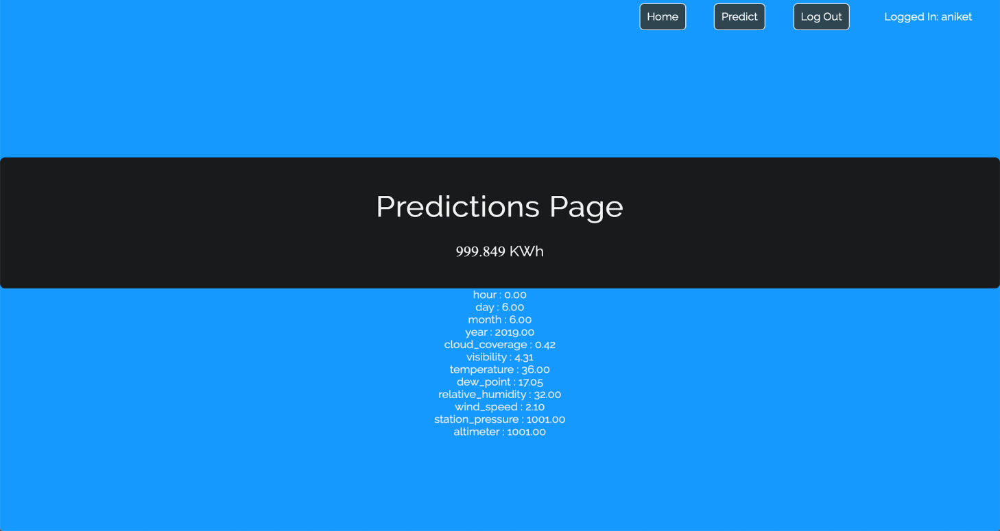 Home Predict Log Out Logged In: aniket
Predictions Page
999.849 KWh
hour : 0.00
day : 6.00
month : 6.00
year : 2019.00
cloud_coverage : 0.42
visibility : 4.31
temperature : 36.00
dew_point : 17.05
relative_humidity : 32.00
wind_speed : 2.10
station_pressure : 1001.00
altimeter : 1001.00